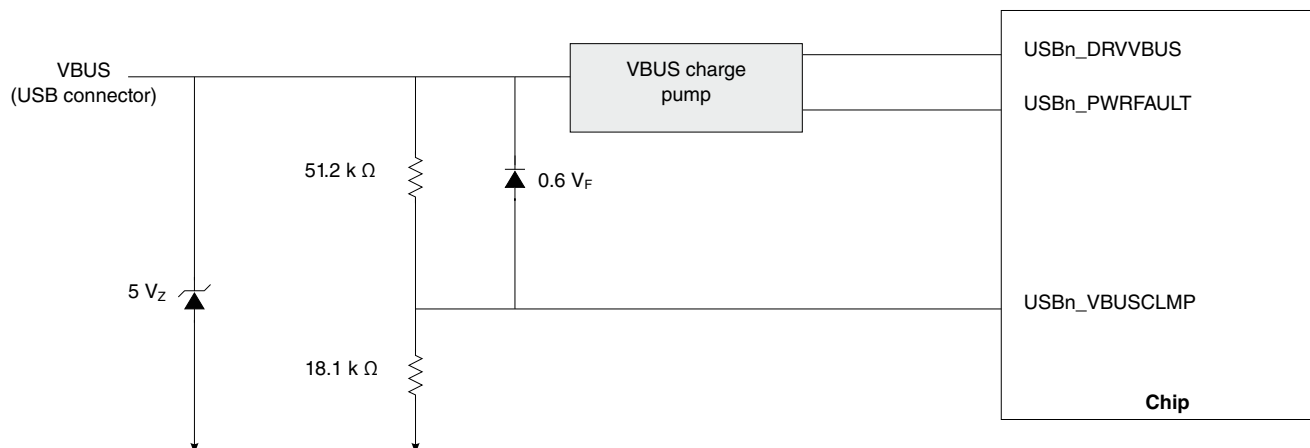 VBUS
(USB connector)
VBUS charge
pump
USBn_DRVVBUS
USBn_PWRFAULT
51.2 k Ω
0.6 VF
5 VZ
USBn_VBUSCLMP
18.1 k Ω
Chip